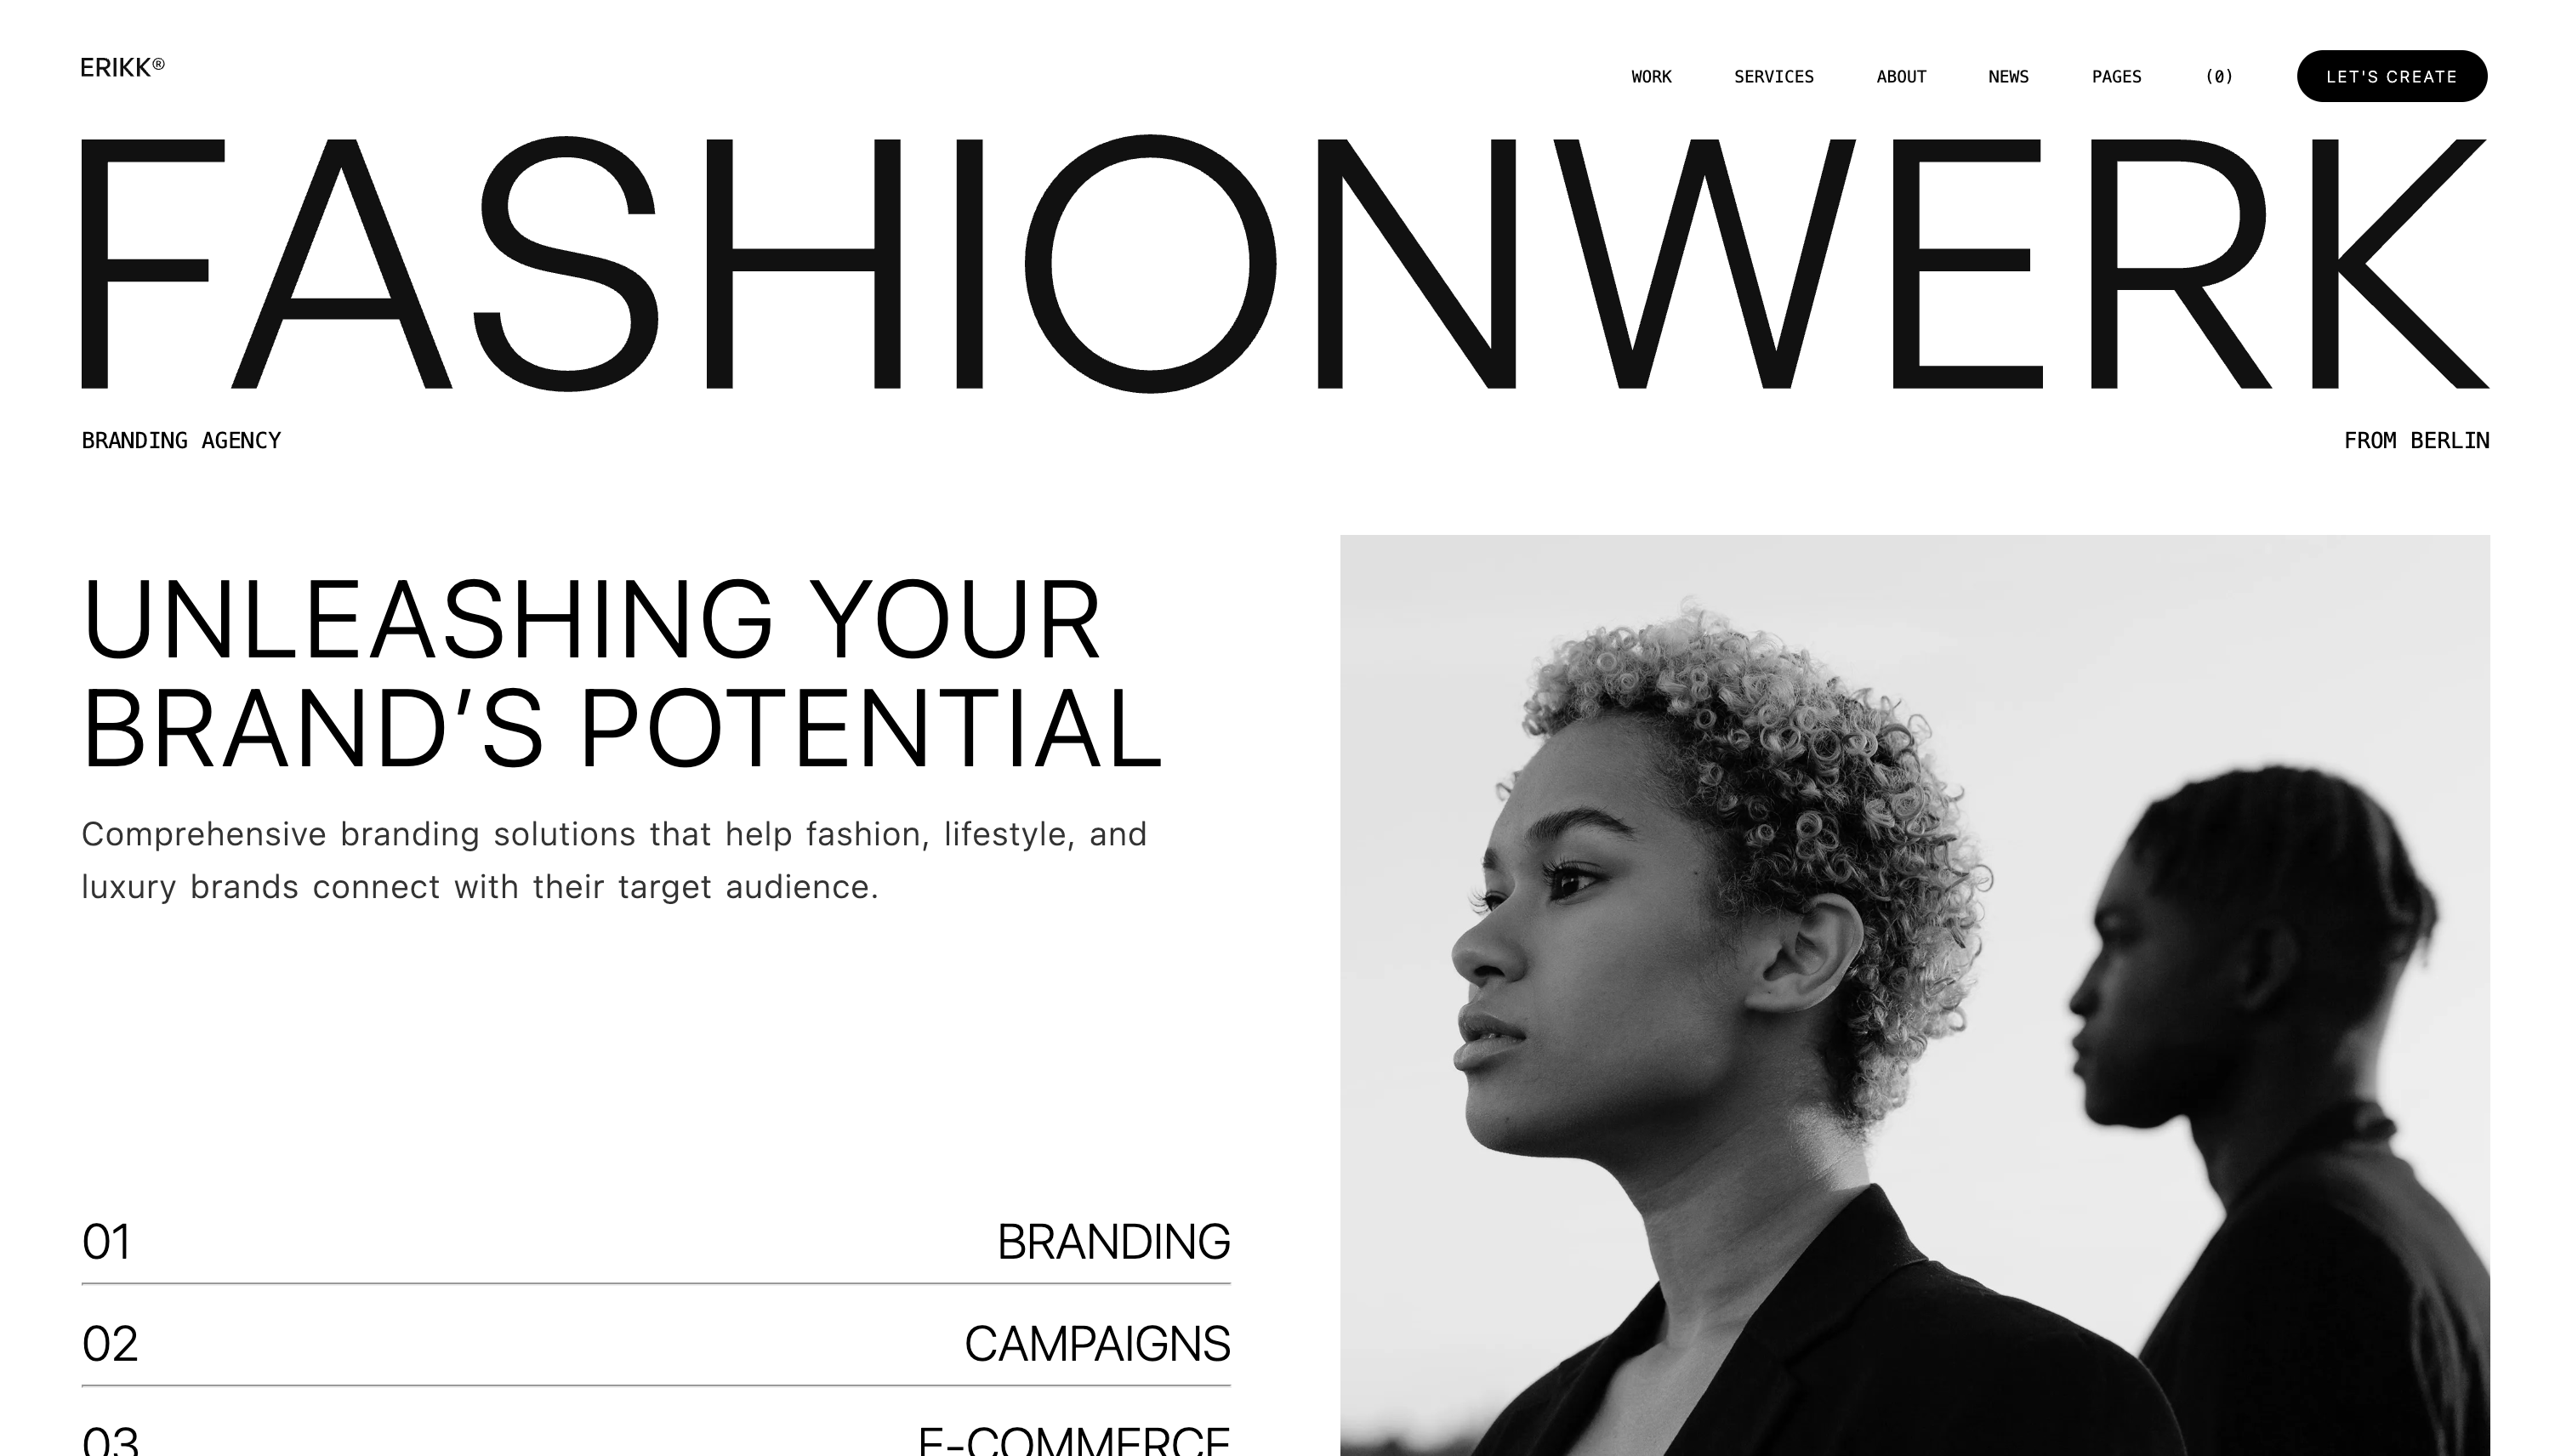 ERIKK®
WORK SERVICES ABOUT NEWS PAGES (0) LET'S CREATE
FASHIONWERK
BRANDING AGENCY
FROM BERLIN
UNLEASHING YOUR
BRAND’S POTENTIAL
Comprehensive branding solutions that help fashion, lifestyle, and
luxury brands connect with their target audience.
01 BRANDING
02 CAMPAIGNS
03 E-COMMERCE